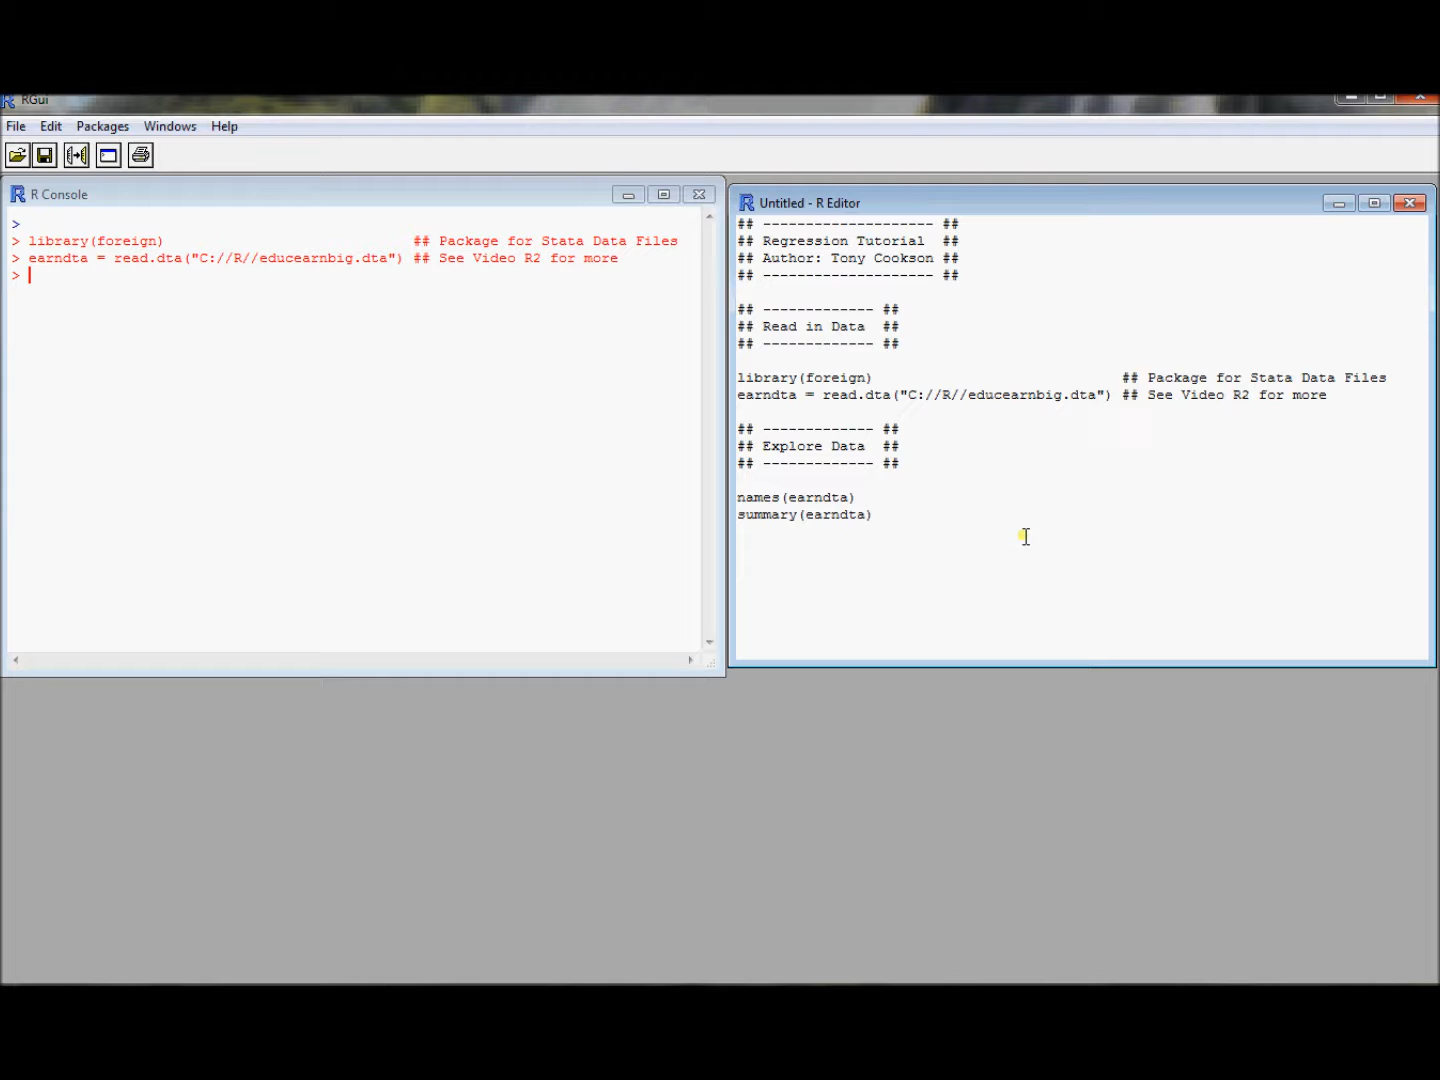 RGui
File Edit Packages Windows Help
R Console
>
> library(foreign) ## Package for Stata Data Files
> earndta = read.dta("C://R//educearnbig.dta") ## See Video R2 for more
>
Untitled - R Editor
## -------------------- ##
## Regression Tutorial ##
## Author: Tony Cookson ##
## -------------------- ##
## ------------- ##
## Read in Data ##
## ------------- ##
library(foreign) ## Package for Stata Data Files
earndta = read.dta("C://R//educearnbig.dta") ## See Video R2 for more
## ------------- ##
## Explore Data ##
## ------------- ##
names(earndta)
summary(earndta)